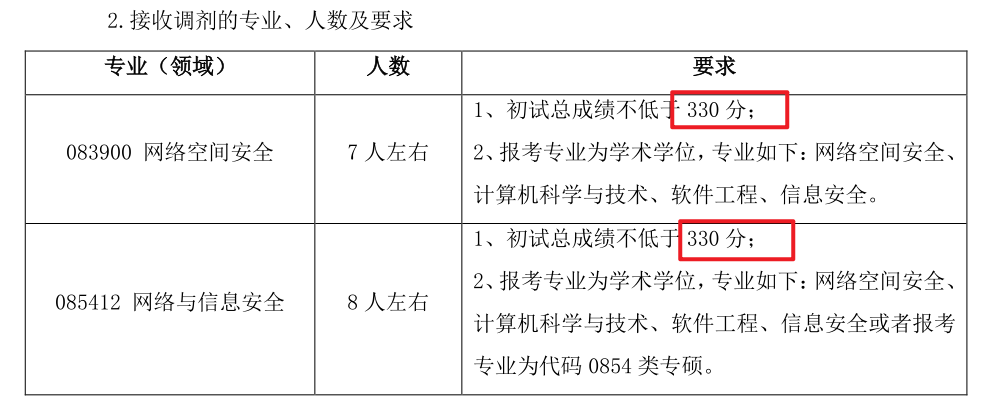 2.接收调剂的专业、人数及要求
专业（领域）
人数
要求
083900 网络空间安全
7 人左右
1、初试总成绩不低于 330 分；
2、报考专业为学术学位，专业如下：网络空间安全、
计算机科学与技术、软件工程、信息安全。
085412 网络与信息安全
8 人左右
1、初试总成绩不低于 330 分；
2、报考专业为学术学位，专业如下：网络空间安全、
计算机科学与技术、软件工程、信息安全或者报考
专业为代码 0854 类专硕。